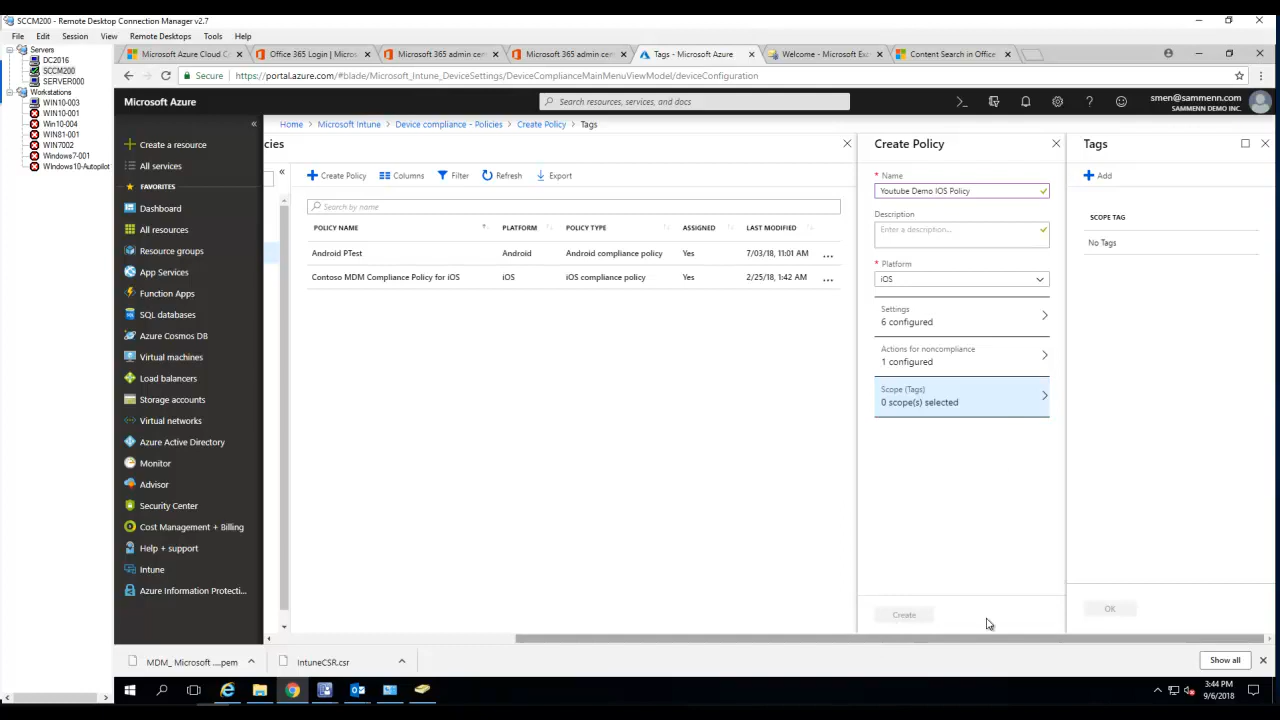 SCCM200 - Remote Desktop Connection Manager v2.7
File Edit Session View Remote Desktops Tools Help
Servers
DC2016
SCCM200
SERVER000
Workstations
WIN10-003
WIN10-001
Win10-004
WIN81-001
WIN7002
Windows7-001
Windows10-Autopilot
Microsoft Azure Cloud C
Office 365 Login | Micros
Microsoft 365 admin cen
Microsoft 365 admin cen
Tags - Microsoft Azure
Welcome - Microsoft Exc
Content Search in Office
Secure https://portal.azure.com/#blade/Microsoft_Intune_DeviceSettings/DeviceComplianceMainMenuViewModel/deviceConfiguration
Microsoft Azure
Search resources, services, and docs
smen@sammenn.com
SAMMENN DEMO INC.
Create a resource
All services
FAVORITES
Dashboard
All resources
Resource groups
App Services
Function Apps
SQL databases
Azure Cosmos DB
Virtual machines
Load balancers
Storage accounts
Virtual networks
Azure Active Directory
Monitor
Advisor
Security Center
Cost Management + Billing
Help + support
Intune
Azure Information Protecti...
Home > Microsoft Intune > Device compliance - Policies > Create Policy > Tags
cies
Create Policy Columns Filter Refresh Export
Search by name
POLICY NAME PLATFORM POLICY TYPE ASSIGNED LAST MODIFIED
Android PTest Android Android compliance policy Yes 7/03/18, 11:01 AM ...
Contoso MDM Compliance Policy for iOS iOS iOS compliance policy Yes 2/25/18, 1:42 AM ...
Create Policy
* Name
Youtube Demo IOS Policy
Description
Enter a description...
* Platform
iOS
Settings
6 configured
Actions for noncompliance
1 configured
Scope (Tags)
0 scope(s) selected
Create
Tags
Add
SCOPE TAG
No Tags
OK
MDM_ Microsoft ....pem
IntuneCSR.csr
Show all
3:44 PM
9/6/2018